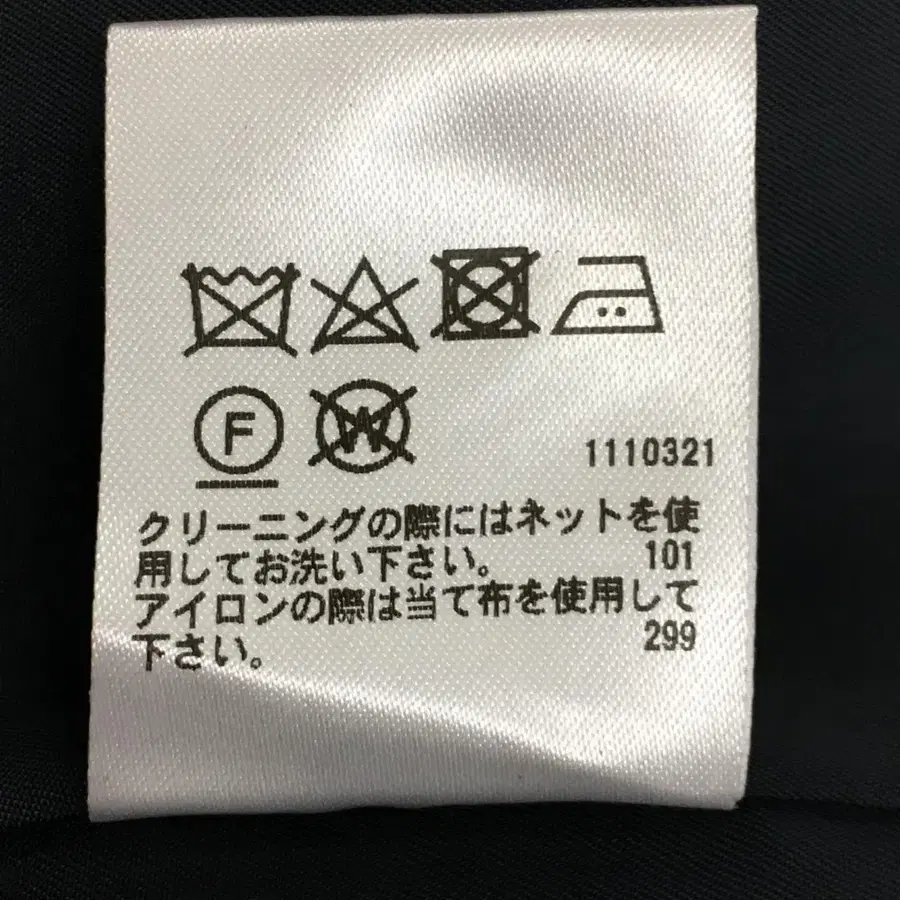 F W
1110321
クリーニングの際にはネットを使
用してお洗い下さい。 101
アイロンの際は当て布を使用して
下さい。 299